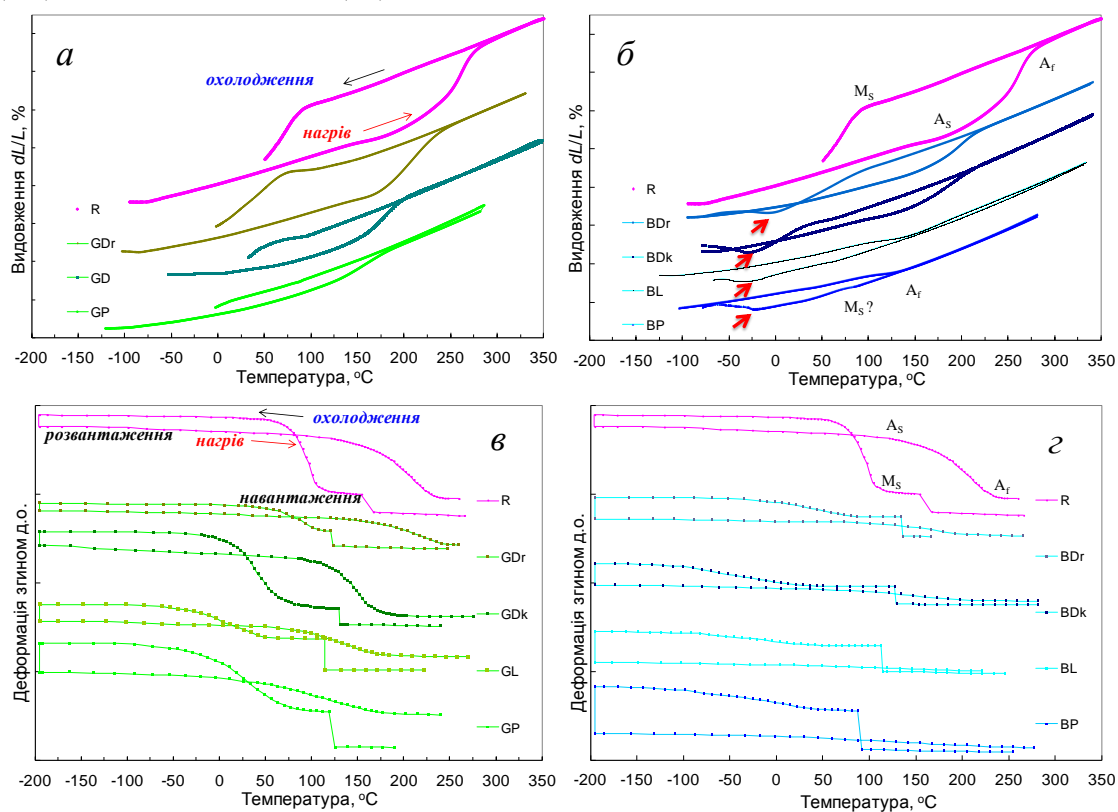 а
охолодження
нагрів
Видовження dL/L, %
R
GDr
GD
GP
-200 -150 -100 -50 0 50 100 150 200 250 300 350
Температура, °C
б
Af
MS
AS
Видовження dL/L, %
R
BDr
BDk
BL
BP
MS ?
Af
-200 -150 -100 -50 0 50 100 150 200 250 300 350
Температура, °C
в
охолодження
розвантаження
нагрів
навантаження
Деформація згином д.о.
R
GDr
GDk
GL
GP
-200 -150 -100 -50 0 50 100 150 200 250 300 350
Температура, °C
г
AS
MS
Af
Деформація згином д.о.
R
BDr
BDk
BL
BP
-200 -150 -100 -50 0 50 100 150 200 250 300 350
Температура, °C